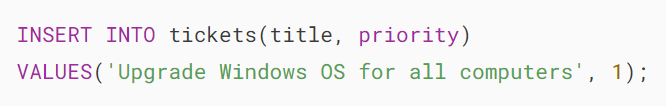 INSERT INTO tickets(title, priority)
VALUES('Upgrade Windows OS for all computers', 1);